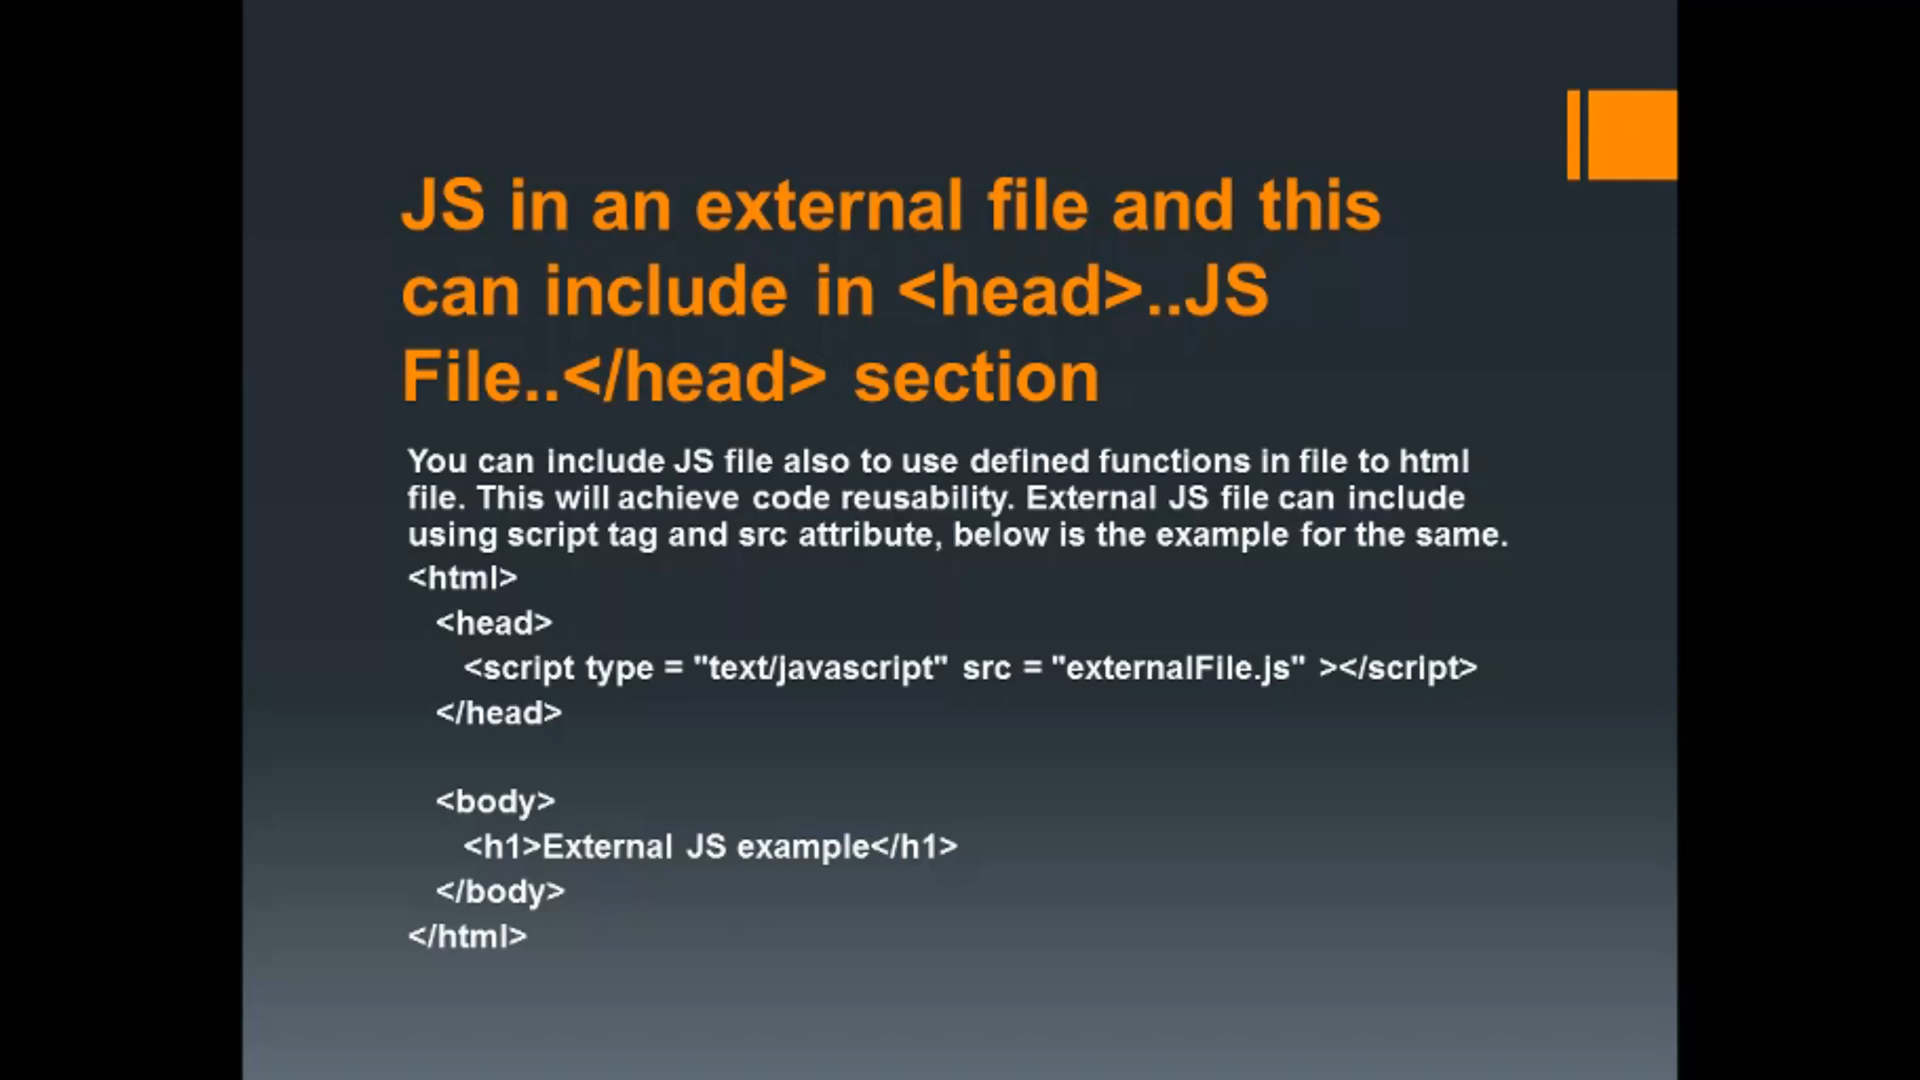 JS in an external file and this
can include in <head>..JS
File..</head> section
You can include JS file also to use defined functions in file to html
file. This will achieve code reusability. External JS file can include
using script tag and src attribute, below is the example for the same.
<html>
<head>
<script type = "text/javascript" src = "externalFile.js" ></script>
</head>
<body>
<h1>External JS example</h1>
</body>
</html>